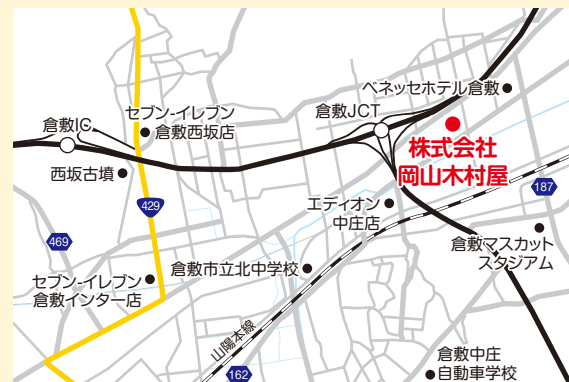 ベネッセホテル倉敷
倉敷JCT
セブン-イレブン
倉敷西坂店
倉敷IC
株式会社
岡山木村屋
西坂古墳
187
429
エディオン
中庄店
469
倉敷マスカット
スタジアム
倉敷市立北中学校
セブン-イレブン
倉敷インター店
山陽本線
倉敷中庄
自動車学校
162